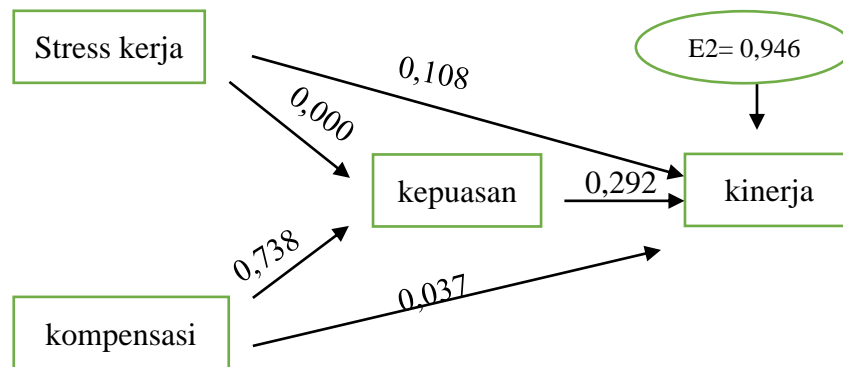 Stress kerja
E2= 0,946
0,108
0,000
kepuasan
0,292
kinerja
0,738
0,037
kompensasi